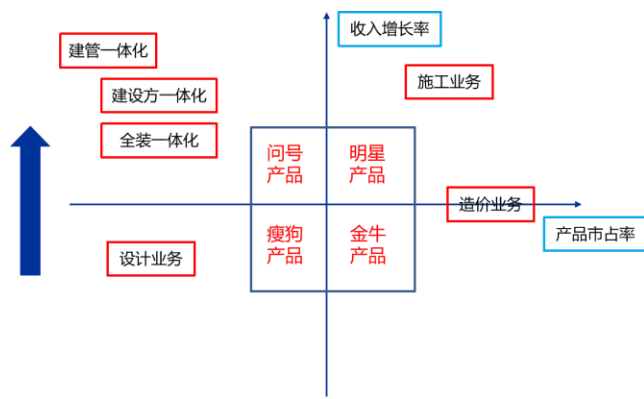 收入增长率
建管一体化
施工业务
建设方一体化
全装一体化
问号
产品
明星
产品
造价业务
产品市占率
瘦狗
产品
金牛
产品
设计业务